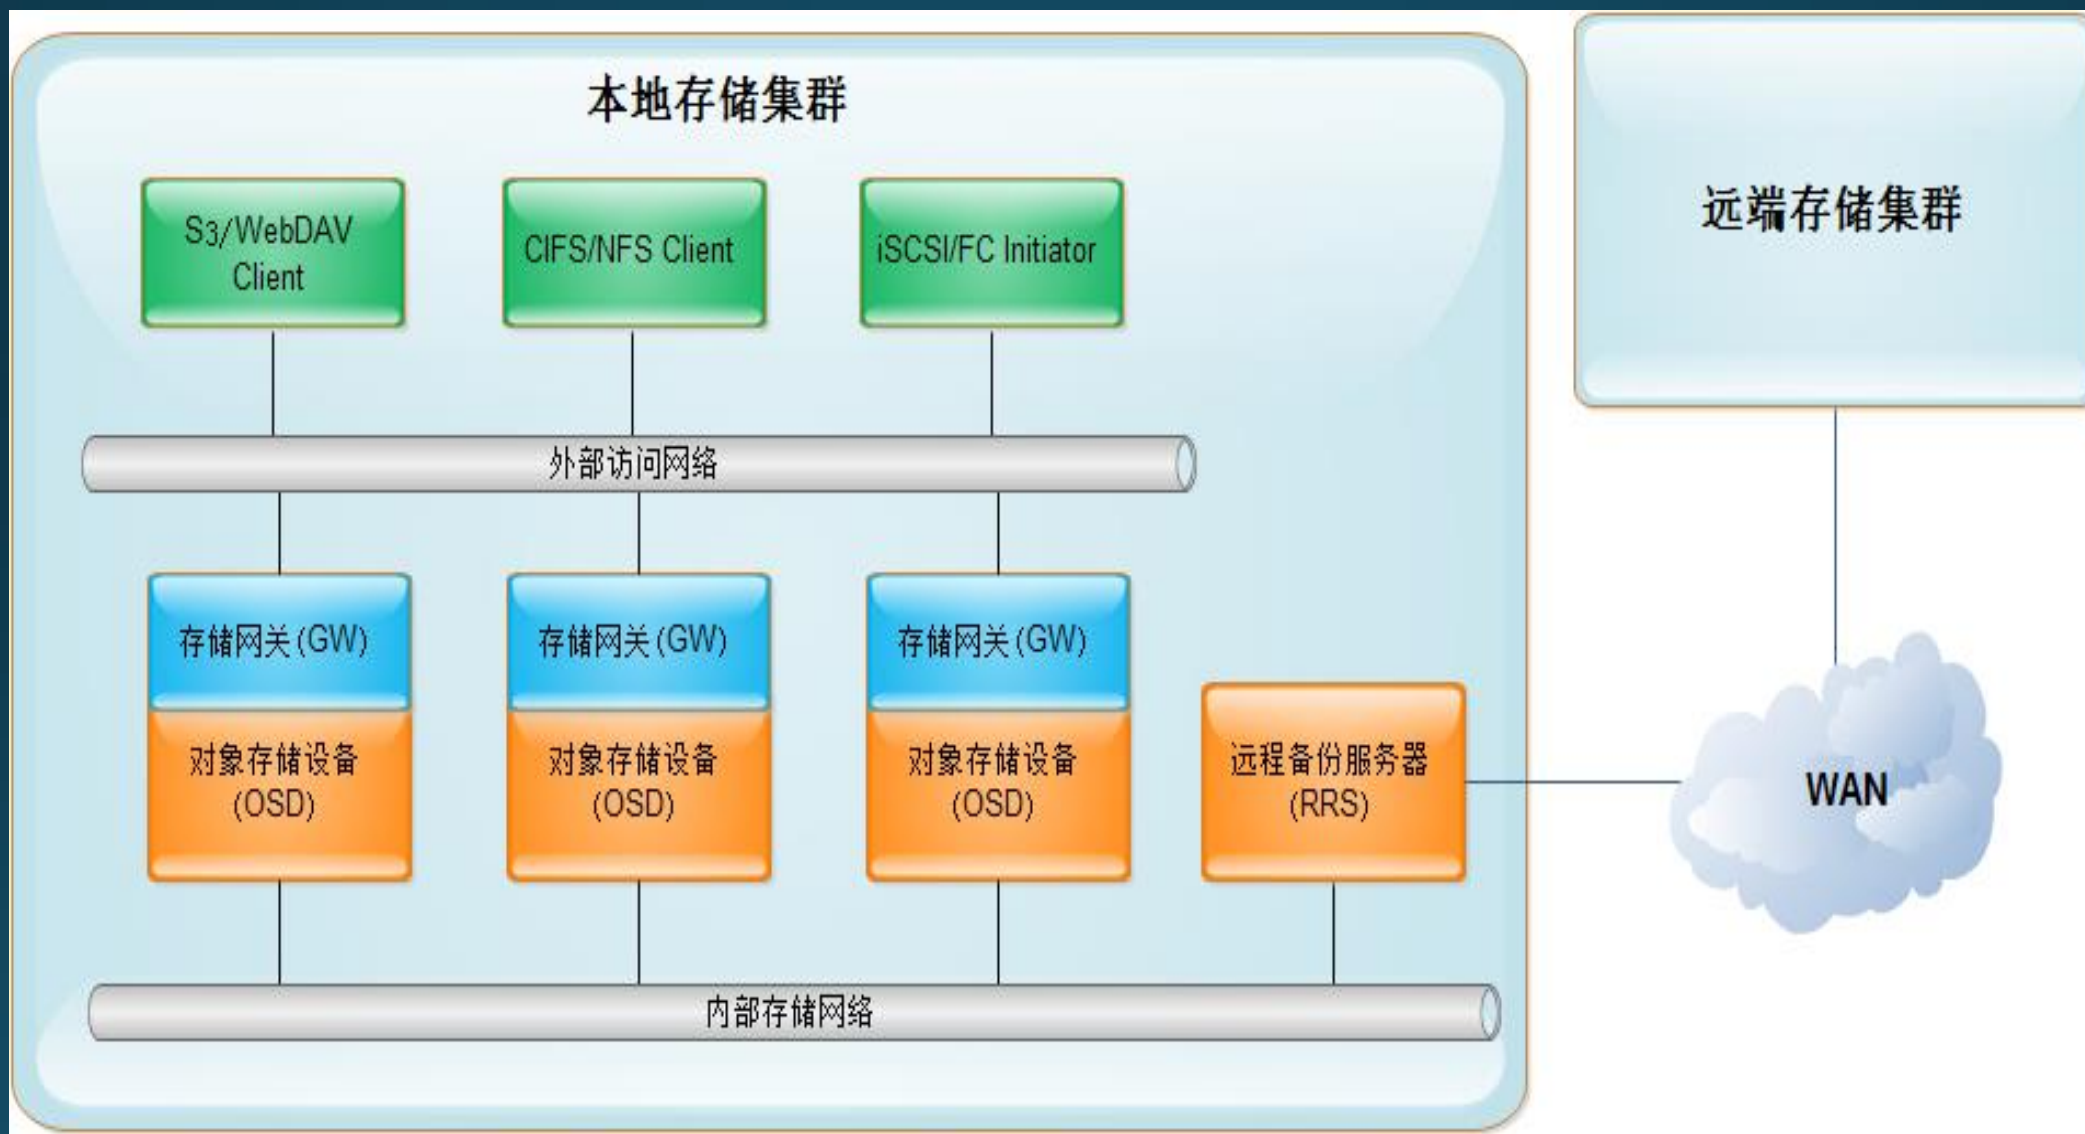 本地存储集群
远端存储集群
S3/WebDAV
Client
CIFS/NFS Client
iSCSI/FC Initiator
外部访问网络
存储网关(GW)
存储网关(GW)
存储网关(GW)
对象存储设备
(OSD)
对象存储设备
(OSD)
对象存储设备
(OSD)
远程备份服务器
(RRS)
WAN
内部存储网络